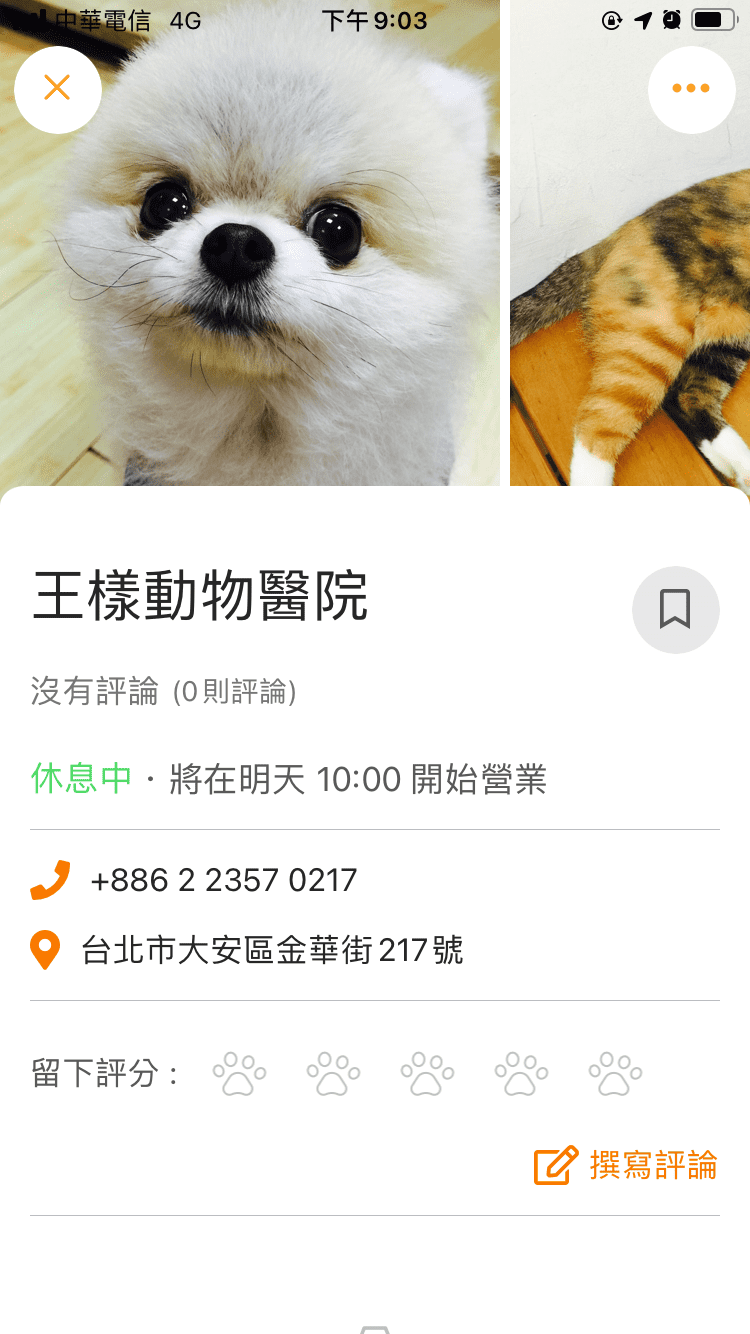 中華電信 4G 下午9:03
王樣動物醫院
沒有評論 (0則評論)
休息中 · 將在明天 10:00 開始營業
+886 2 2357 0217
台北市大安區金華街217號
留下評分：
撰寫評論